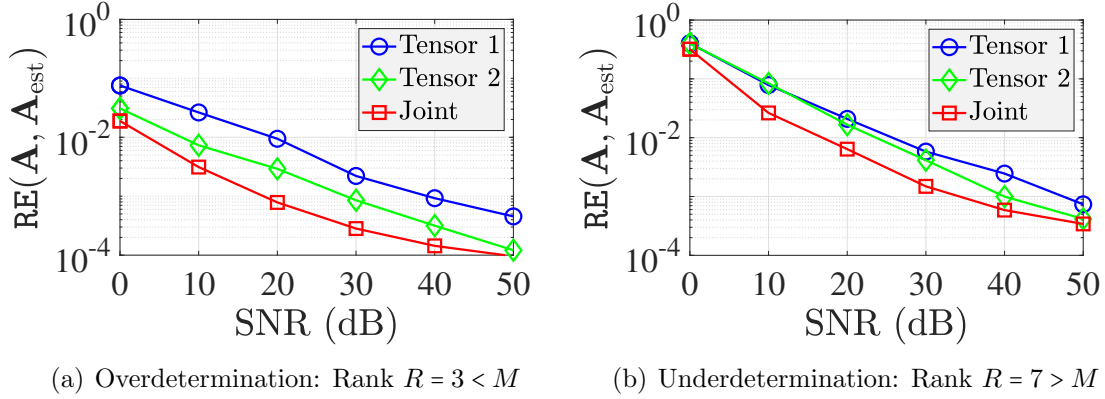 RE(A, A_est)
10^0
10^-2
10^-4
0 10 20 30 40 50
SNR (dB)
Tensor 1
Tensor 2
Joint
(a) Overdetermination: Rank R = 3 < M
RE(A, A_est)
10^0
10^-2
10^-4
0 10 20 30 40 50
SNR (dB)
Tensor 1
Tensor 2
Joint
(b) Underdetermination: Rank R = 7 > M